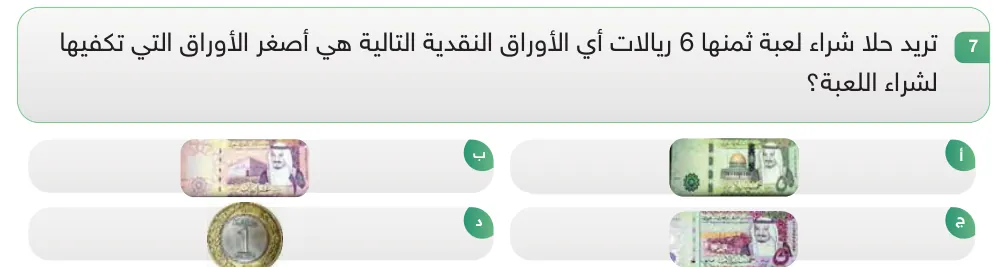 7
تريد حلا شراء لعبة ثمنها 6 ريالات أي الأوراق النقدية التالية هي أصغر الأوراق التي تكفيها
لشراء اللعبة؟
أ
ب
ج
د
1